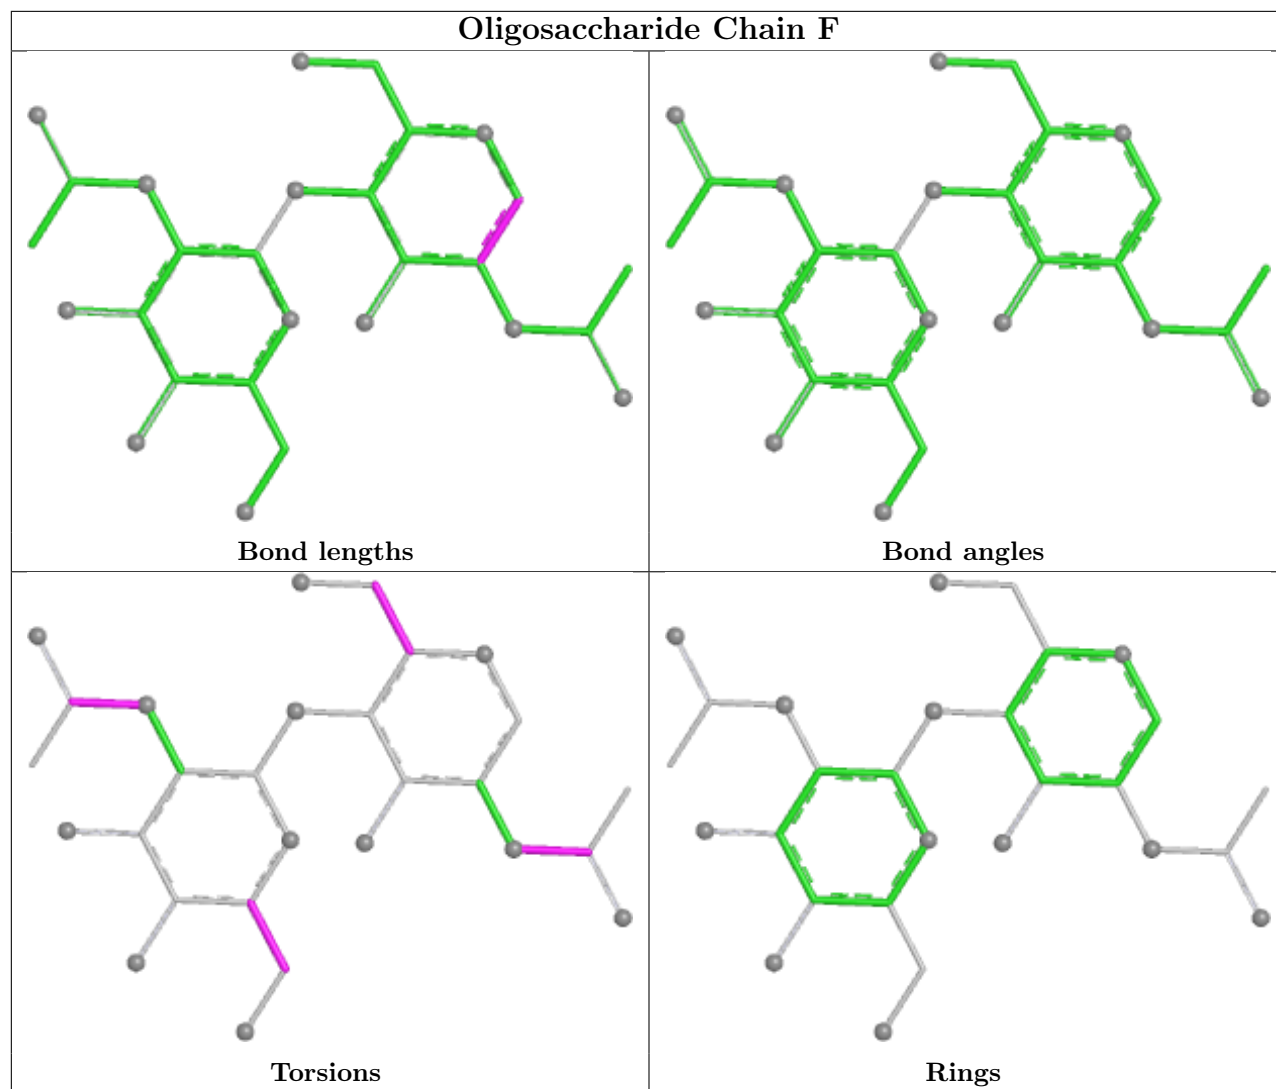 Oligosaccharide Chain F
Bond lengths
Bond angles
Torsions
Rings